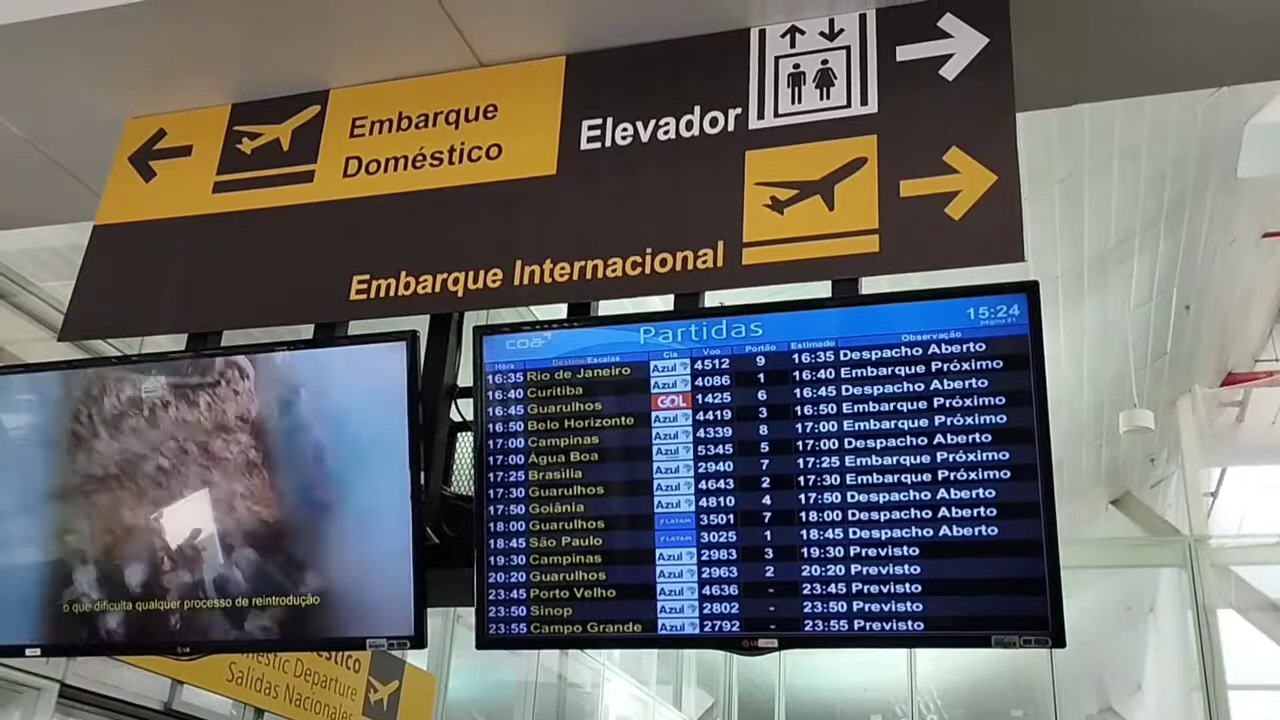 Embarque
Doméstico
Elevador
Embarque Internacional
coa
Partidas
15:24
página 01
Hora Destino/Escalas Cia Voo Portão Estimado Observação
16:35 Rio de Janeiro Azul 4512 9 16:35 Despacho Aberto
16:40 Curitiba Azul 4086 1 16:40 Embarque Próximo
16:45 Guarulhos GOL 1425 6 16:45 Despacho Aberto
16:50 Belo Horizonte Azul 4419 3 16:50 Embarque Próximo
17:00 Campinas Azul 4339 8 17:00 Embarque Próximo
17:00 Água Boa Azul 5345 5 17:00 Despacho Aberto
17:25 Brasília Azul 2940 7 17:25 Embarque Próximo
17:30 Guarulhos Azul 4643 2 17:30 Embarque Próximo
17:50 Goiânia Azul 4810 4 17:50 Despacho Aberto
18:00 Guarulhos LATAM 3501 7 18:00 Despacho Aberto
18:45 São Paulo LATAM 3025 1 18:45 Despacho Aberto
19:30 Campinas Azul 2983 3 19:30 Previsto
20:20 Guarulhos Azul 2963 2 20:20 Previsto
23:45 Porto Velho Azul 4636 - 23:45 Previsto
23:50 Sinop Azul 2802 - 23:50 Previsto
23:55 Campo Grande Azul 2792 - 23:55 Previsto
o que dificulta qualquer processo de reintrodução
LG
LG
méstico
mestic Departure
Salidas Nacionales